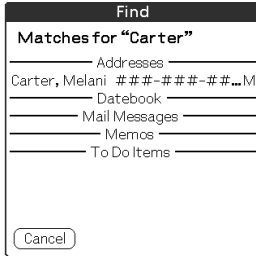 Find
Matches for “Carter”
Addresses
Carter, Melani ###-###-##...M
Datebook
Mail Messages
Memos
To Do Items
Cancel